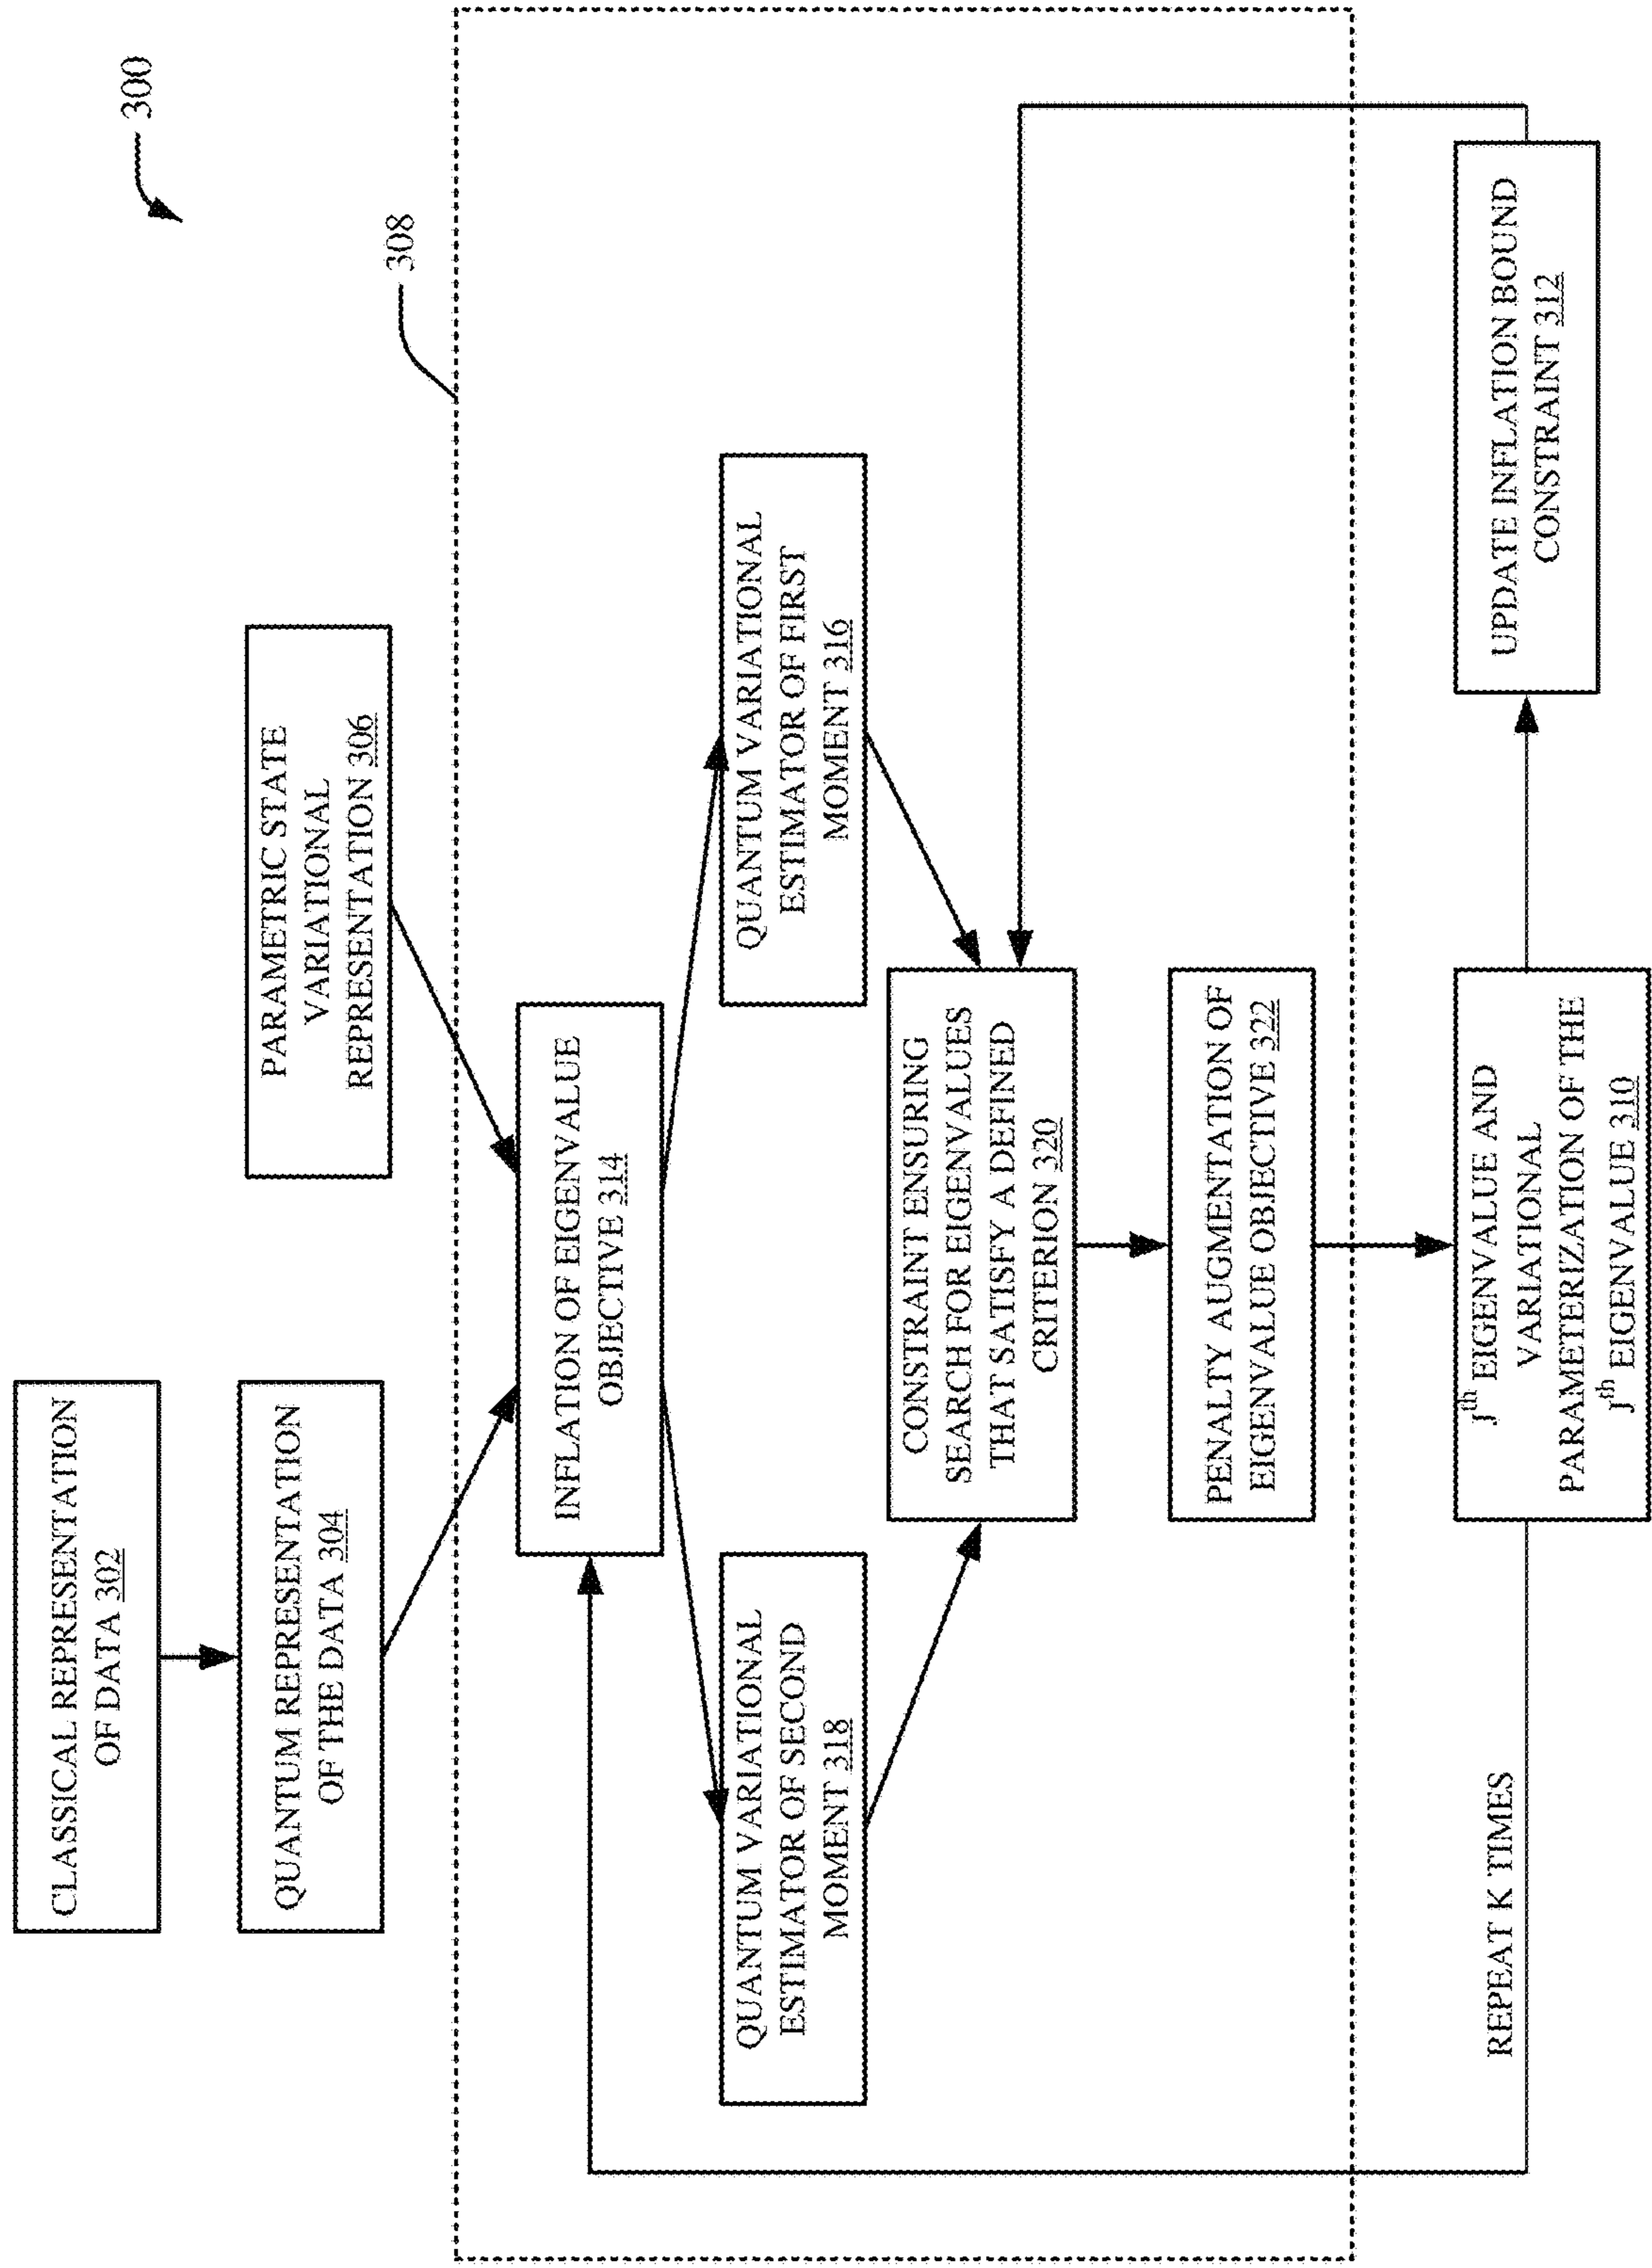 300
CLASSICAL REPRESENTATION
OF DATA 302
QUANTUM REPRESENTATION
OF THE DATA 304
PARAMETRIC STATE
VARIATIONAL
REPRESENTATION 306
308
INFLATION OF EIGENVALUE
OBJECTIVE 314
QUANTUM VARIATIONAL
ESTIMATOR OF SECOND
MOMENT 318
QUANTUM VARIATIONAL
ESTIMATOR OF FIRST
MOMENT 316
CONSTRAINT ENSURING
SEARCH FOR EIGENVALUES
THAT SATISFY A DEFINED
CRITERION 320
PENALTY AUGMENTATION OF
EIGENVALUE OBJECTIVE 322
REPEAT K TIMES
Jth EIGENVALUE AND
VARIATIONAL
PARAMETERIZATION OF THE
Jth EIGENVALUE 310
UPDATE INFLATION BOUND
CONSTRAINT 312